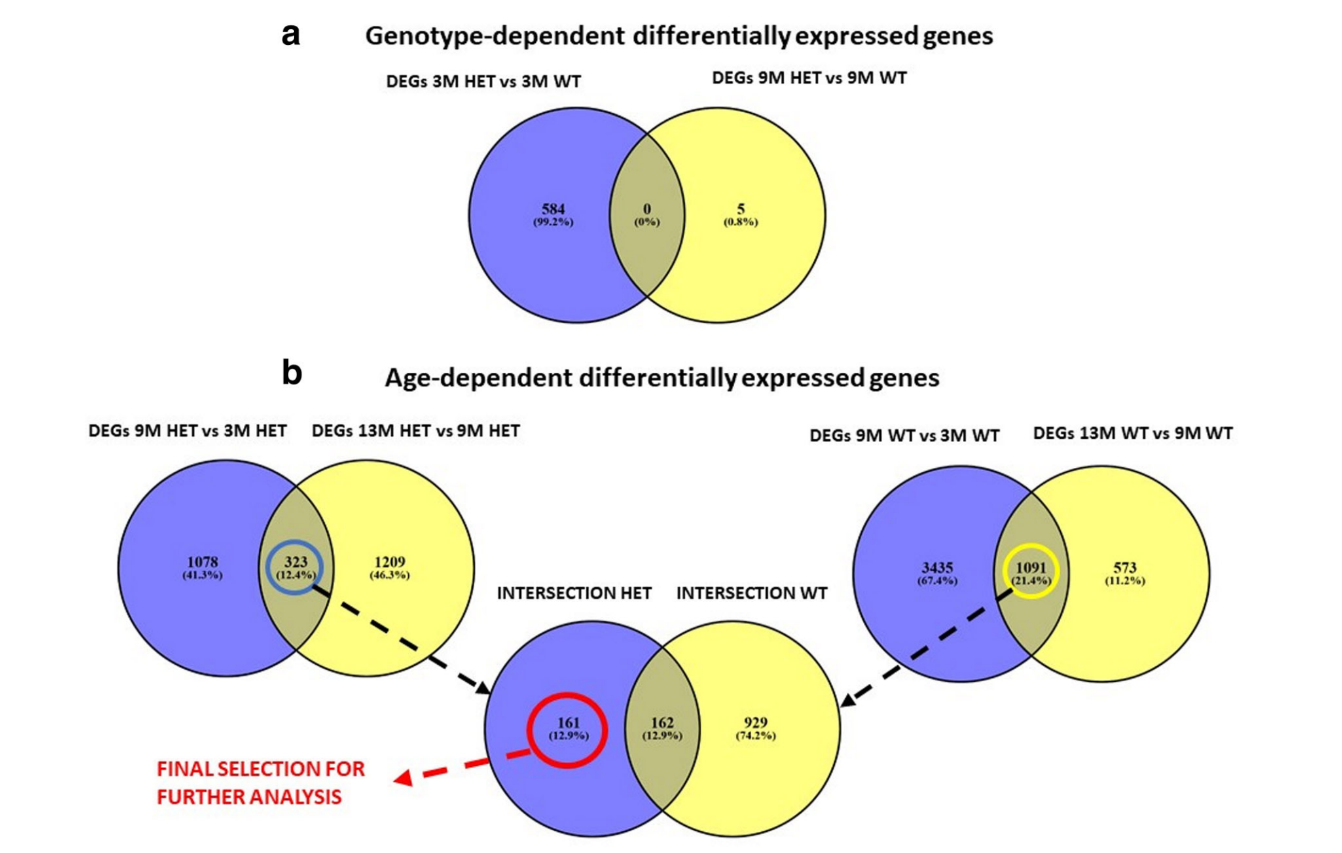 a
Genotype-dependent differentially expressed genes
DEGs 3M HET vs 3M WT
DEGs 9M HET vs 9M WT
584
(99.2%)
0
(0%)
5
(0.8%)
b
Age-dependent differentially expressed genes
DEGs 9M HET vs 3M HET
DEGs 13M HET vs 9M HET
1078
(41.3%)
323
(12.4%)
1209
(46.3%)
DEGs 9M WT vs 3M WT
DEGs 13M WT vs 9M WT
3435
(67.4%)
1091
(21.4%)
573
(11.2%)
INTERSECTION HET
INTERSECTION WT
161
(12.9%)
162
(12.9%)
929
(74.2%)
FINAL SELECTION FOR
FURTHER ANALYSIS